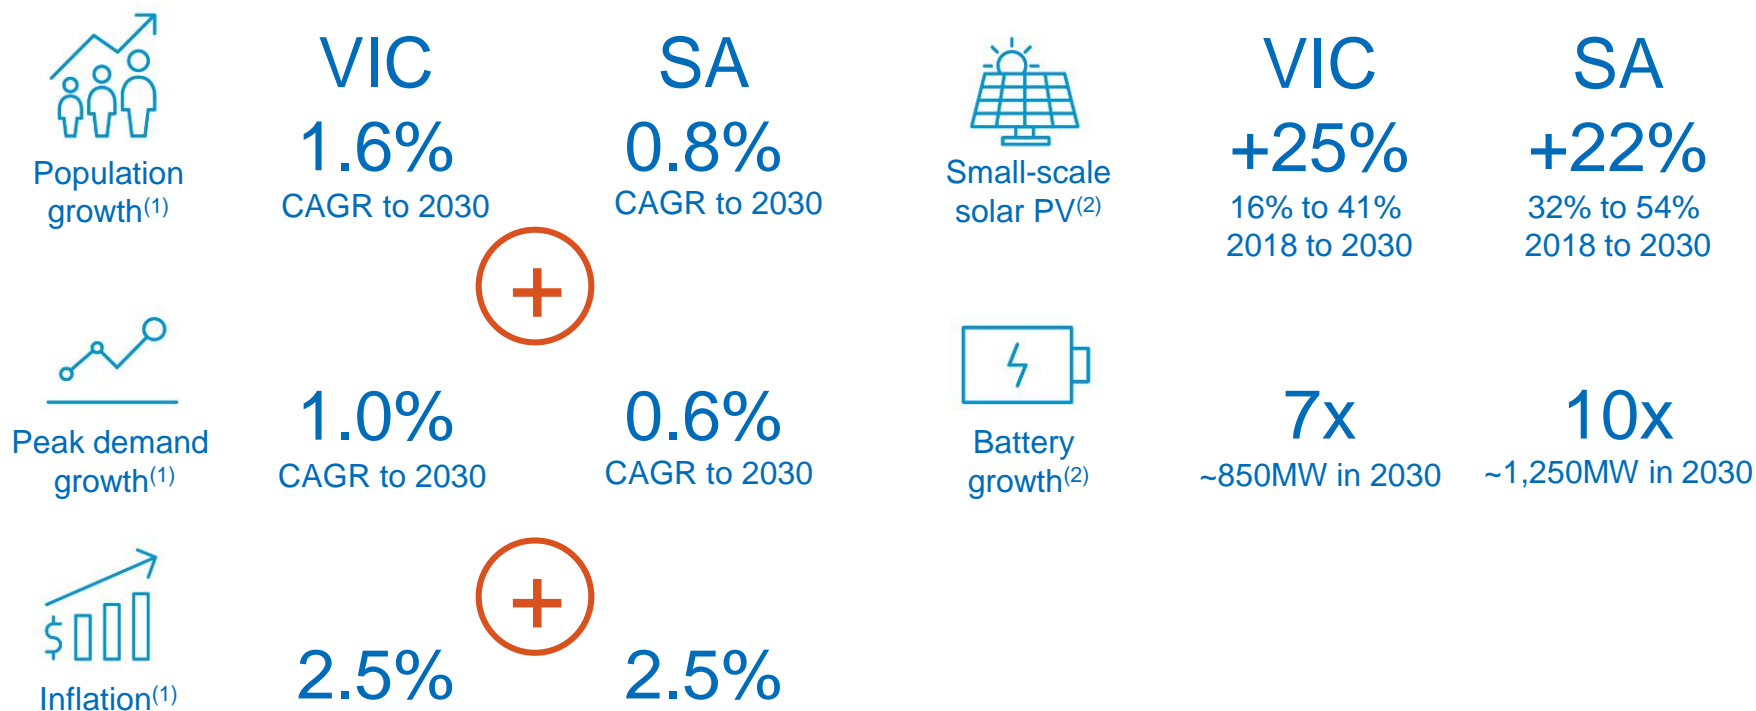 VIC SA
1.6% 0.8%
Population
growth(1)
CAGR to 2030 CAGR to 2030
+
1.0% 0.6%
Peak demand
growth(1)
CAGR to 2030 CAGR to 2030
+
$
2.5% 2.5%
Inflation(1)
VIC SA
+25% +22%
Small-scale
solar PV(2)
16% to 41% 32% to 54%
2018 to 2030 2018 to 2030
7x 10x
Battery
growth(2)
~850MW in 2030 ~1,250MW in 2030